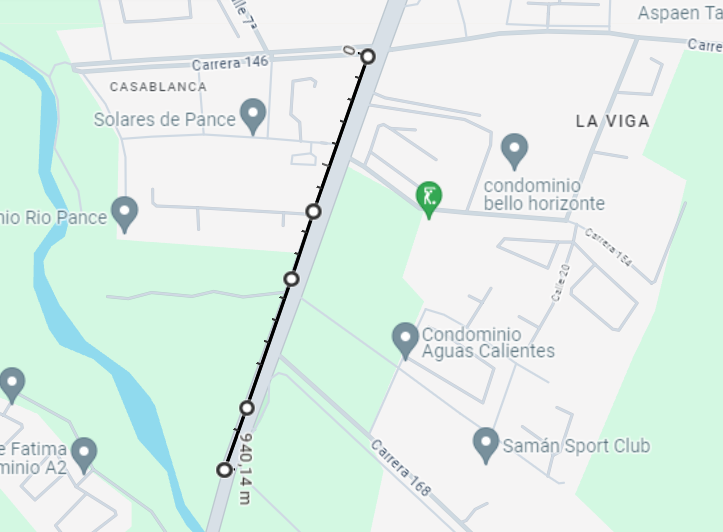 Aspaen Ta
Calle 7ª
Carrera 146
0
Carre
CASABLANCA
Solares de Pance
LA VIGA
condominio
bello horizonte
nio Rio Pance
Carrera 154
Calle 20
Condominio
Aguas Calientes
e Fatima
minio A2
940,14 m
Samán Sport Club
Carrera 168